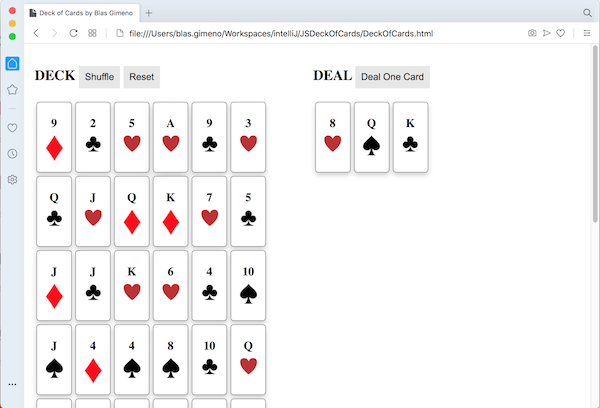 Deck of Cards by Blas Gimeno
file:///Users/blas.gimeno/Workspaces/intelliJ/JSDeckOfCards/DeckOfCards.html
DECK Shuffle Reset
DEAL Deal One Card
9 2 5 A 9 3
8 Q K
Q J Q K 7 5
J J K 6 4 10
J 4 4 8 10 Q